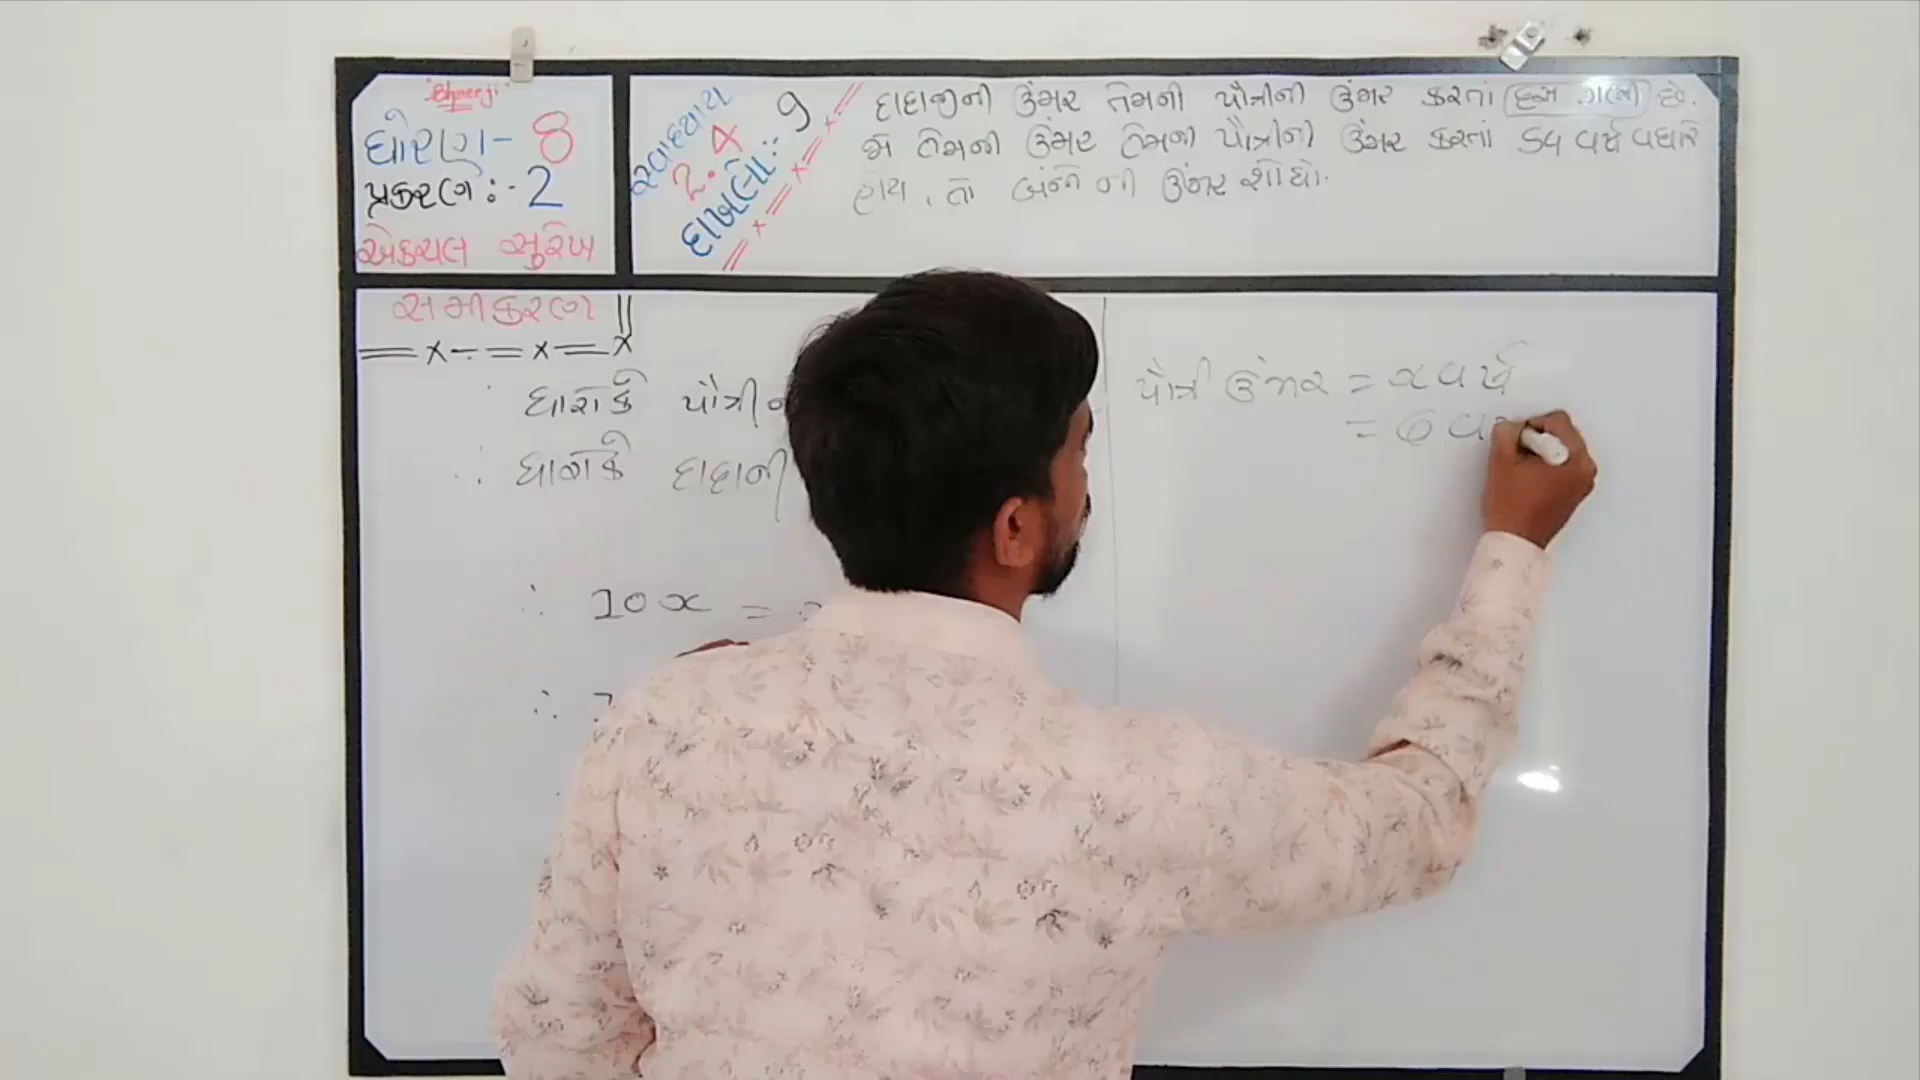 Shreeji
ધોરણ - 8
પ્રકરણ :- 2
એકચલ સુરેખ
સમીકરણ ||
સ્વાધ્યાય
2.4
દાખલો :- 9
દાદાજીની ઉંમર તેમની પૌત્રીની ઉંમર કરતાં દસ ગણી છે.
જો તેમની ઉંમર તેમની પૌત્રીની ઉંમર કરતાં ૬૫ વર્ષ વધારે
હોય, તો બંને ની ઉંમર શોધો.
ધારોકે પૌત્રીન
∴ ધારોકે દાદાની
∴ 10x =
પૌત્રી ઉંમર = x વર્ષ
= 6 વ